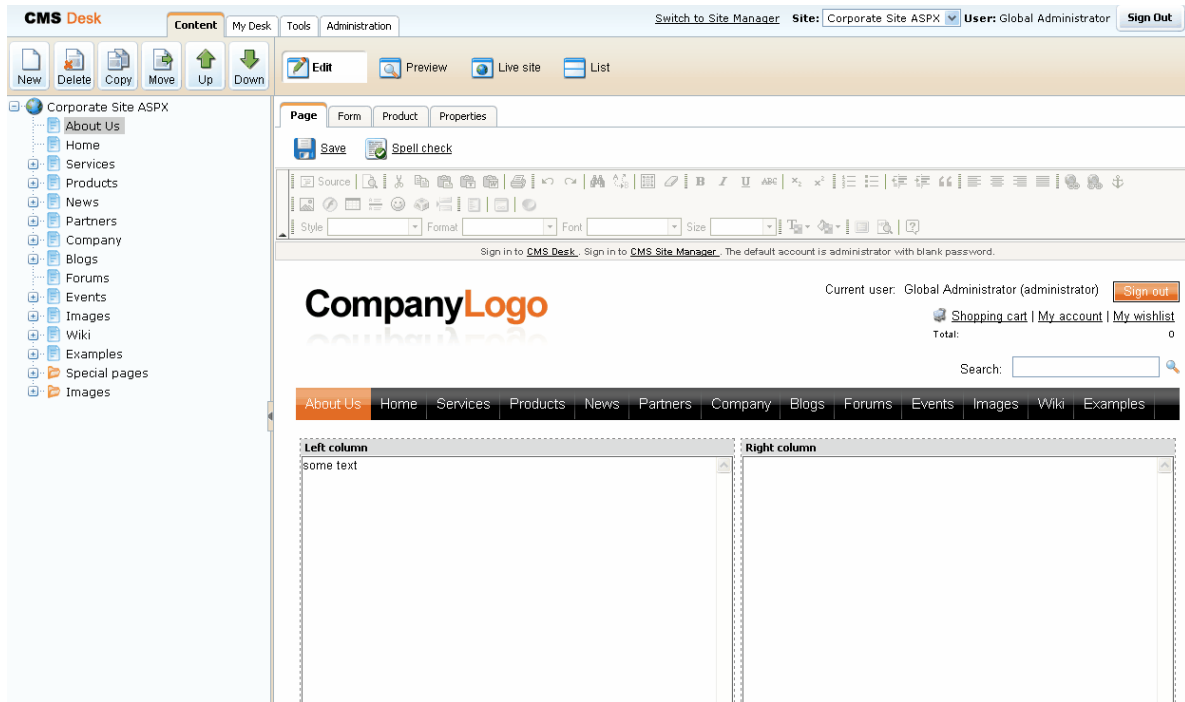 CMS Desk
Content My Desk Tools Administration
Switch to Site Manager Site: Corporate Site ASPX User: Global Administrator Sign Out
New Delete Copy Move Up Down
Edit Preview Live site List
Corporate Site ASPX
About Us
Home
Services
Products
News
Partners
Company
Blogs
Forums
Events
Images
Wiki
Examples
Special pages
Images
Page Form Product Properties
Save Spell check
Source B I U ABC
Style Format Font Size
Sign in to CMS Desk . Sign in to CMS Site Manager . The default account is administrator with blank password.
CompanyLogo
Current user: Global Administrator (administrator) Sign out
Shopping cart | My account | My wishlist
Total: 0
Search:
About Us Home Services Products News Partners Company Blogs Forums Events Images Wiki Examples
Left column Right column
some text